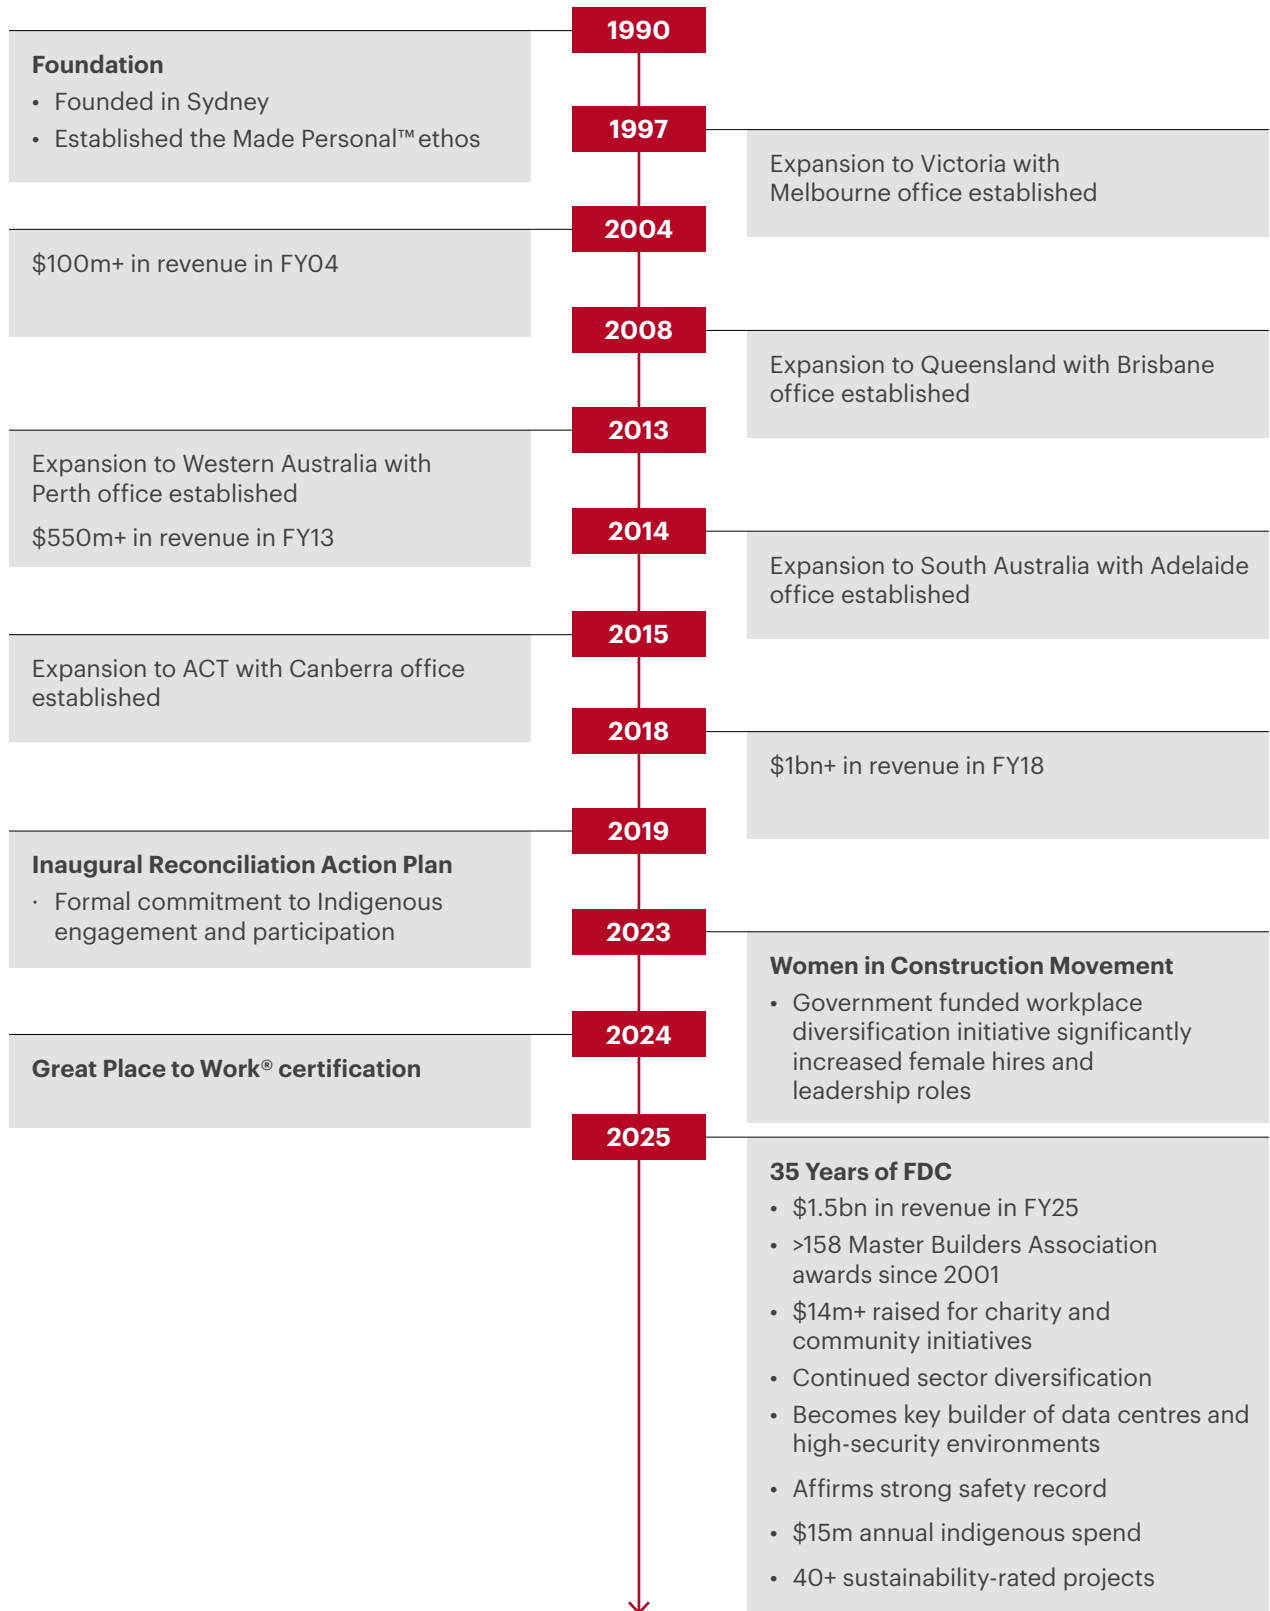 1990
Foundation
• Founded in Sydney
• Established the Made Personal™ ethos
1997
Expansion to Victoria with
Melbourne office established
2004
$100m+ in revenue in FY04
2008
Expansion to Queensland with Brisbane
office established
2013
Expansion to Western Australia with
Perth office established
$550m+ in revenue in FY13
2014
Expansion to South Australia with Adelaide
office established
2015
Expansion to ACT with Canberra office
established
2018
$1bn+ in revenue in FY18
2019
Inaugural Reconciliation Action Plan
· Formal commitment to Indigenous
engagement and participation
2023
Women in Construction Movement
• Government funded workplace
diversification initiative significantly
increased female hires and
leadership roles
2024
Great Place to Work® certification
2025
35 Years of FDC
• $1.5bn in revenue in FY25
• >158 Master Builders Association
awards since 2001
• $14m+ raised for charity and
community initiatives
• Continued sector diversification
• Becomes key builder of data centres and
high-security environments
• Affirms strong safety record
• $15m annual indigenous spend
• 40+ sustainability-rated projects